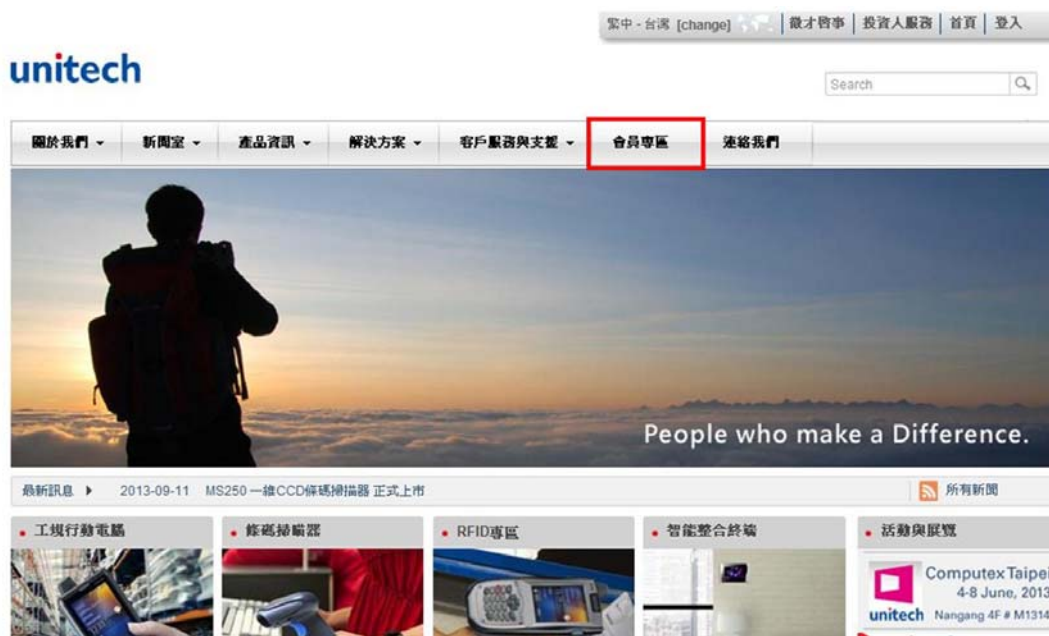 繁中 - 台灣 [change] 徵才啓事 投資人服務 首頁 登入
unitech
Search
關於我們 新聞室 產品資訊 解決方案 客戶服務與支援 會員專區 連絡我們
People who make a Difference.
最新訊息 2013-09-11 MS250 一維CCD條碼掃描器 正式上市 所有新聞
工規行動電腦 條碼掃瞄器 RFID專區 智能整合終端 活動與展覽
Computex Taipei
4-8 June, 2013
unitech Nangang 4F # M1314